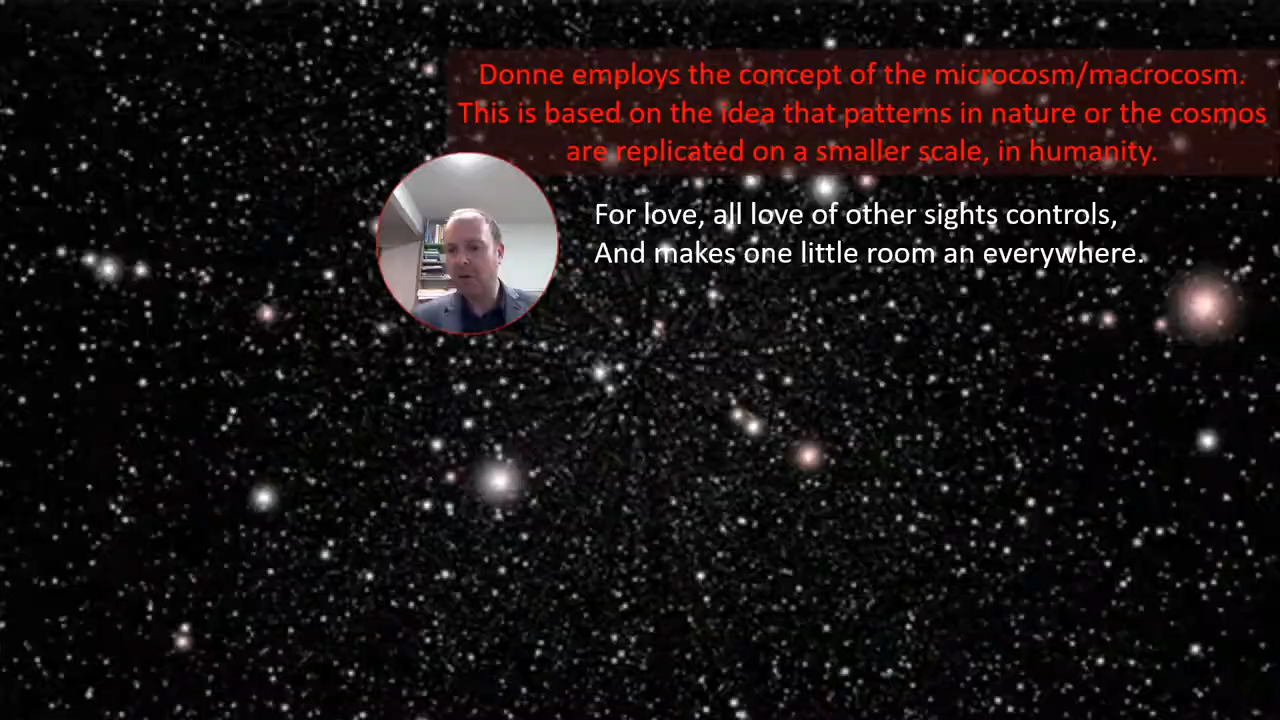 Donne employs the concept of the microcosm/macrocosm.
This is based on the idea that patterns in nature or the cosmos
are replicated on a smaller scale, in humanity.
For love, all love of other sights controls,
And makes one little room an everywhere.